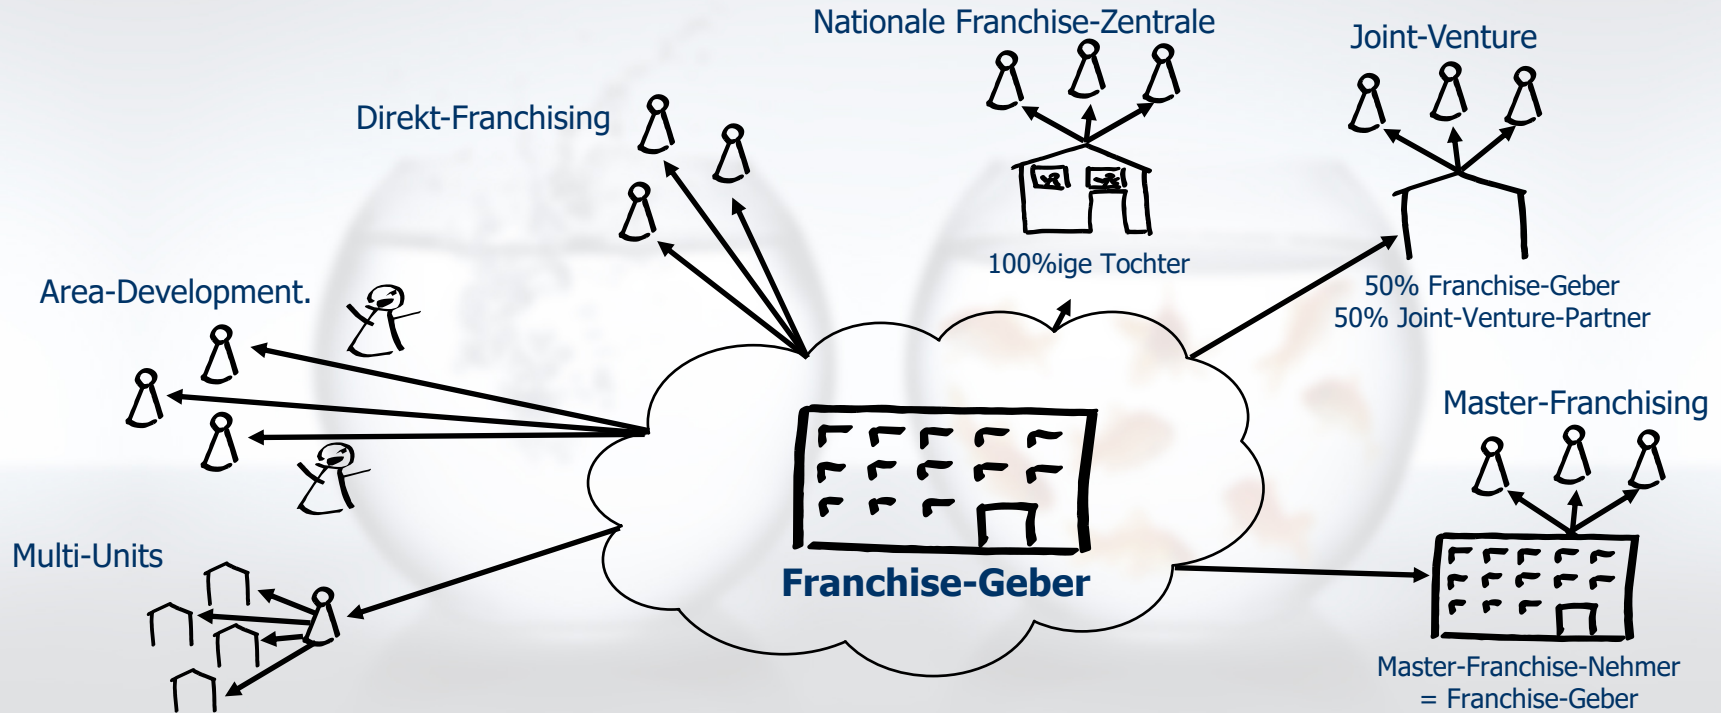 Nationale Franchise-Zentrale
Joint-Venture
Direkt-Franchising
100%ige Tochter
50% Franchise-Geber
50% Joint-Venture-Partner
Area-Development.
Master-Franchising
Multi-Units
Franchise-Geber
Master-Franchise-Nehmer
= Franchise-Geber